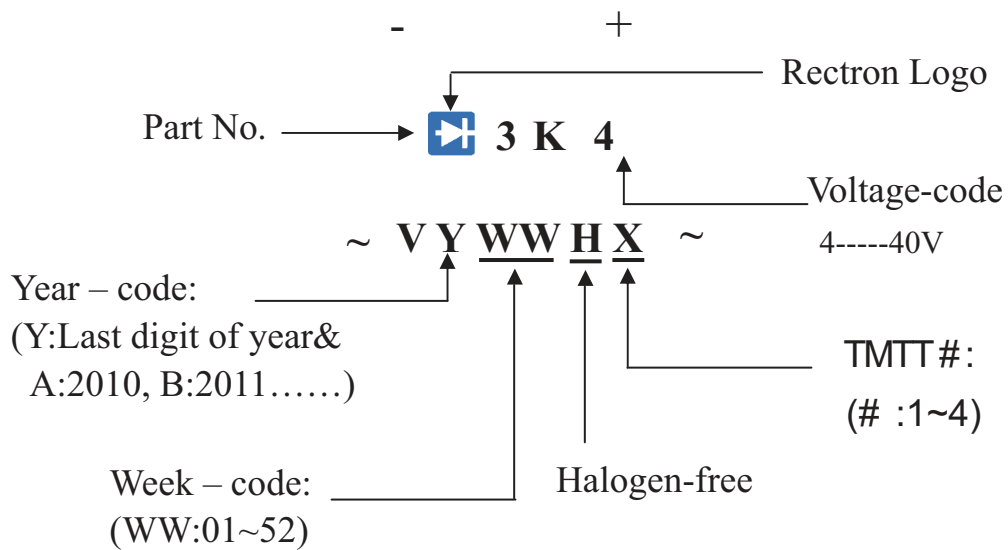 - +
Rectron Logo
Part No.
3 K 4
Voltage-code
4-----40V
~ V Y WW H X ~
Year – code:
(Y:Last digit of year&
A:2010, B:2011......)
TMTT#:
(# :1~4)
Week – code:
(WW:01~52)
Halogen-free